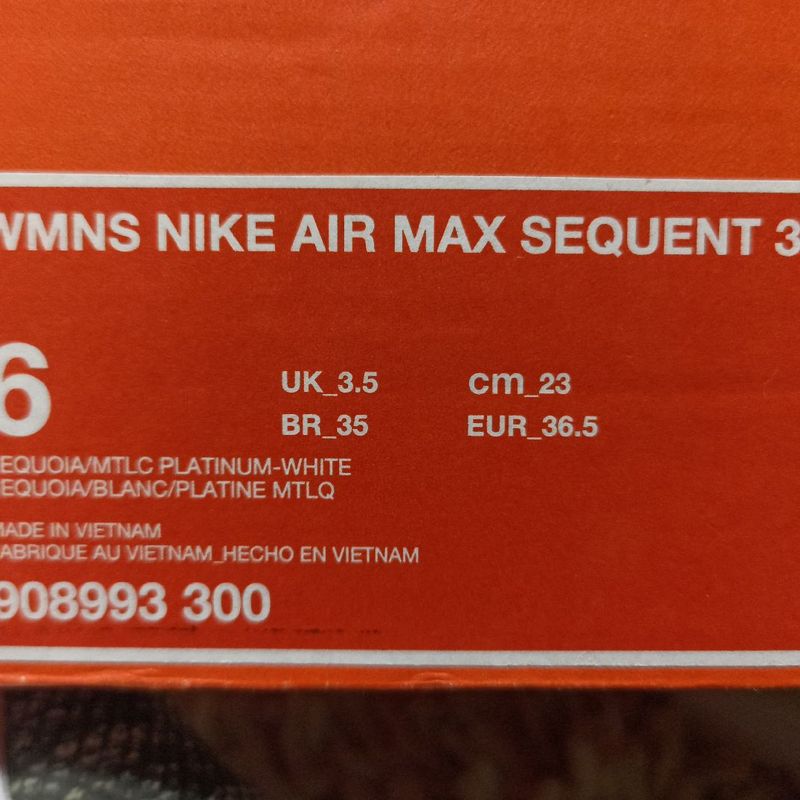 WMNS NIKE AIR MAX SEQUENT 3
6
UK_3.5 cm_23
BR_35 EUR_36.5
EQUOIA/MTLC PLATINUM-WHITE
EQUOIA/BLANC/PLATINE MTLQ
MADE IN VIETNAM
ABRIQUE AU VIETNAM_HECHO EN VIETNAM
908993 300